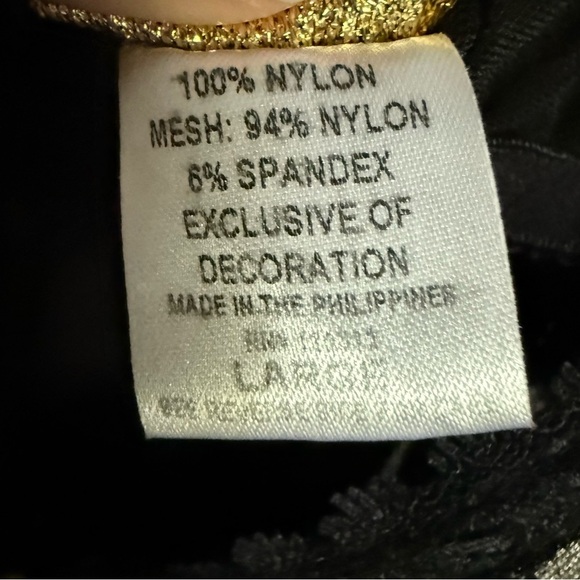 100% NYLON
MESH: 94% NYLON
6% SPANDEX
EXCLUSIVE OF
DECORATION
MADE IN THE PHILIPPINES
LARGE